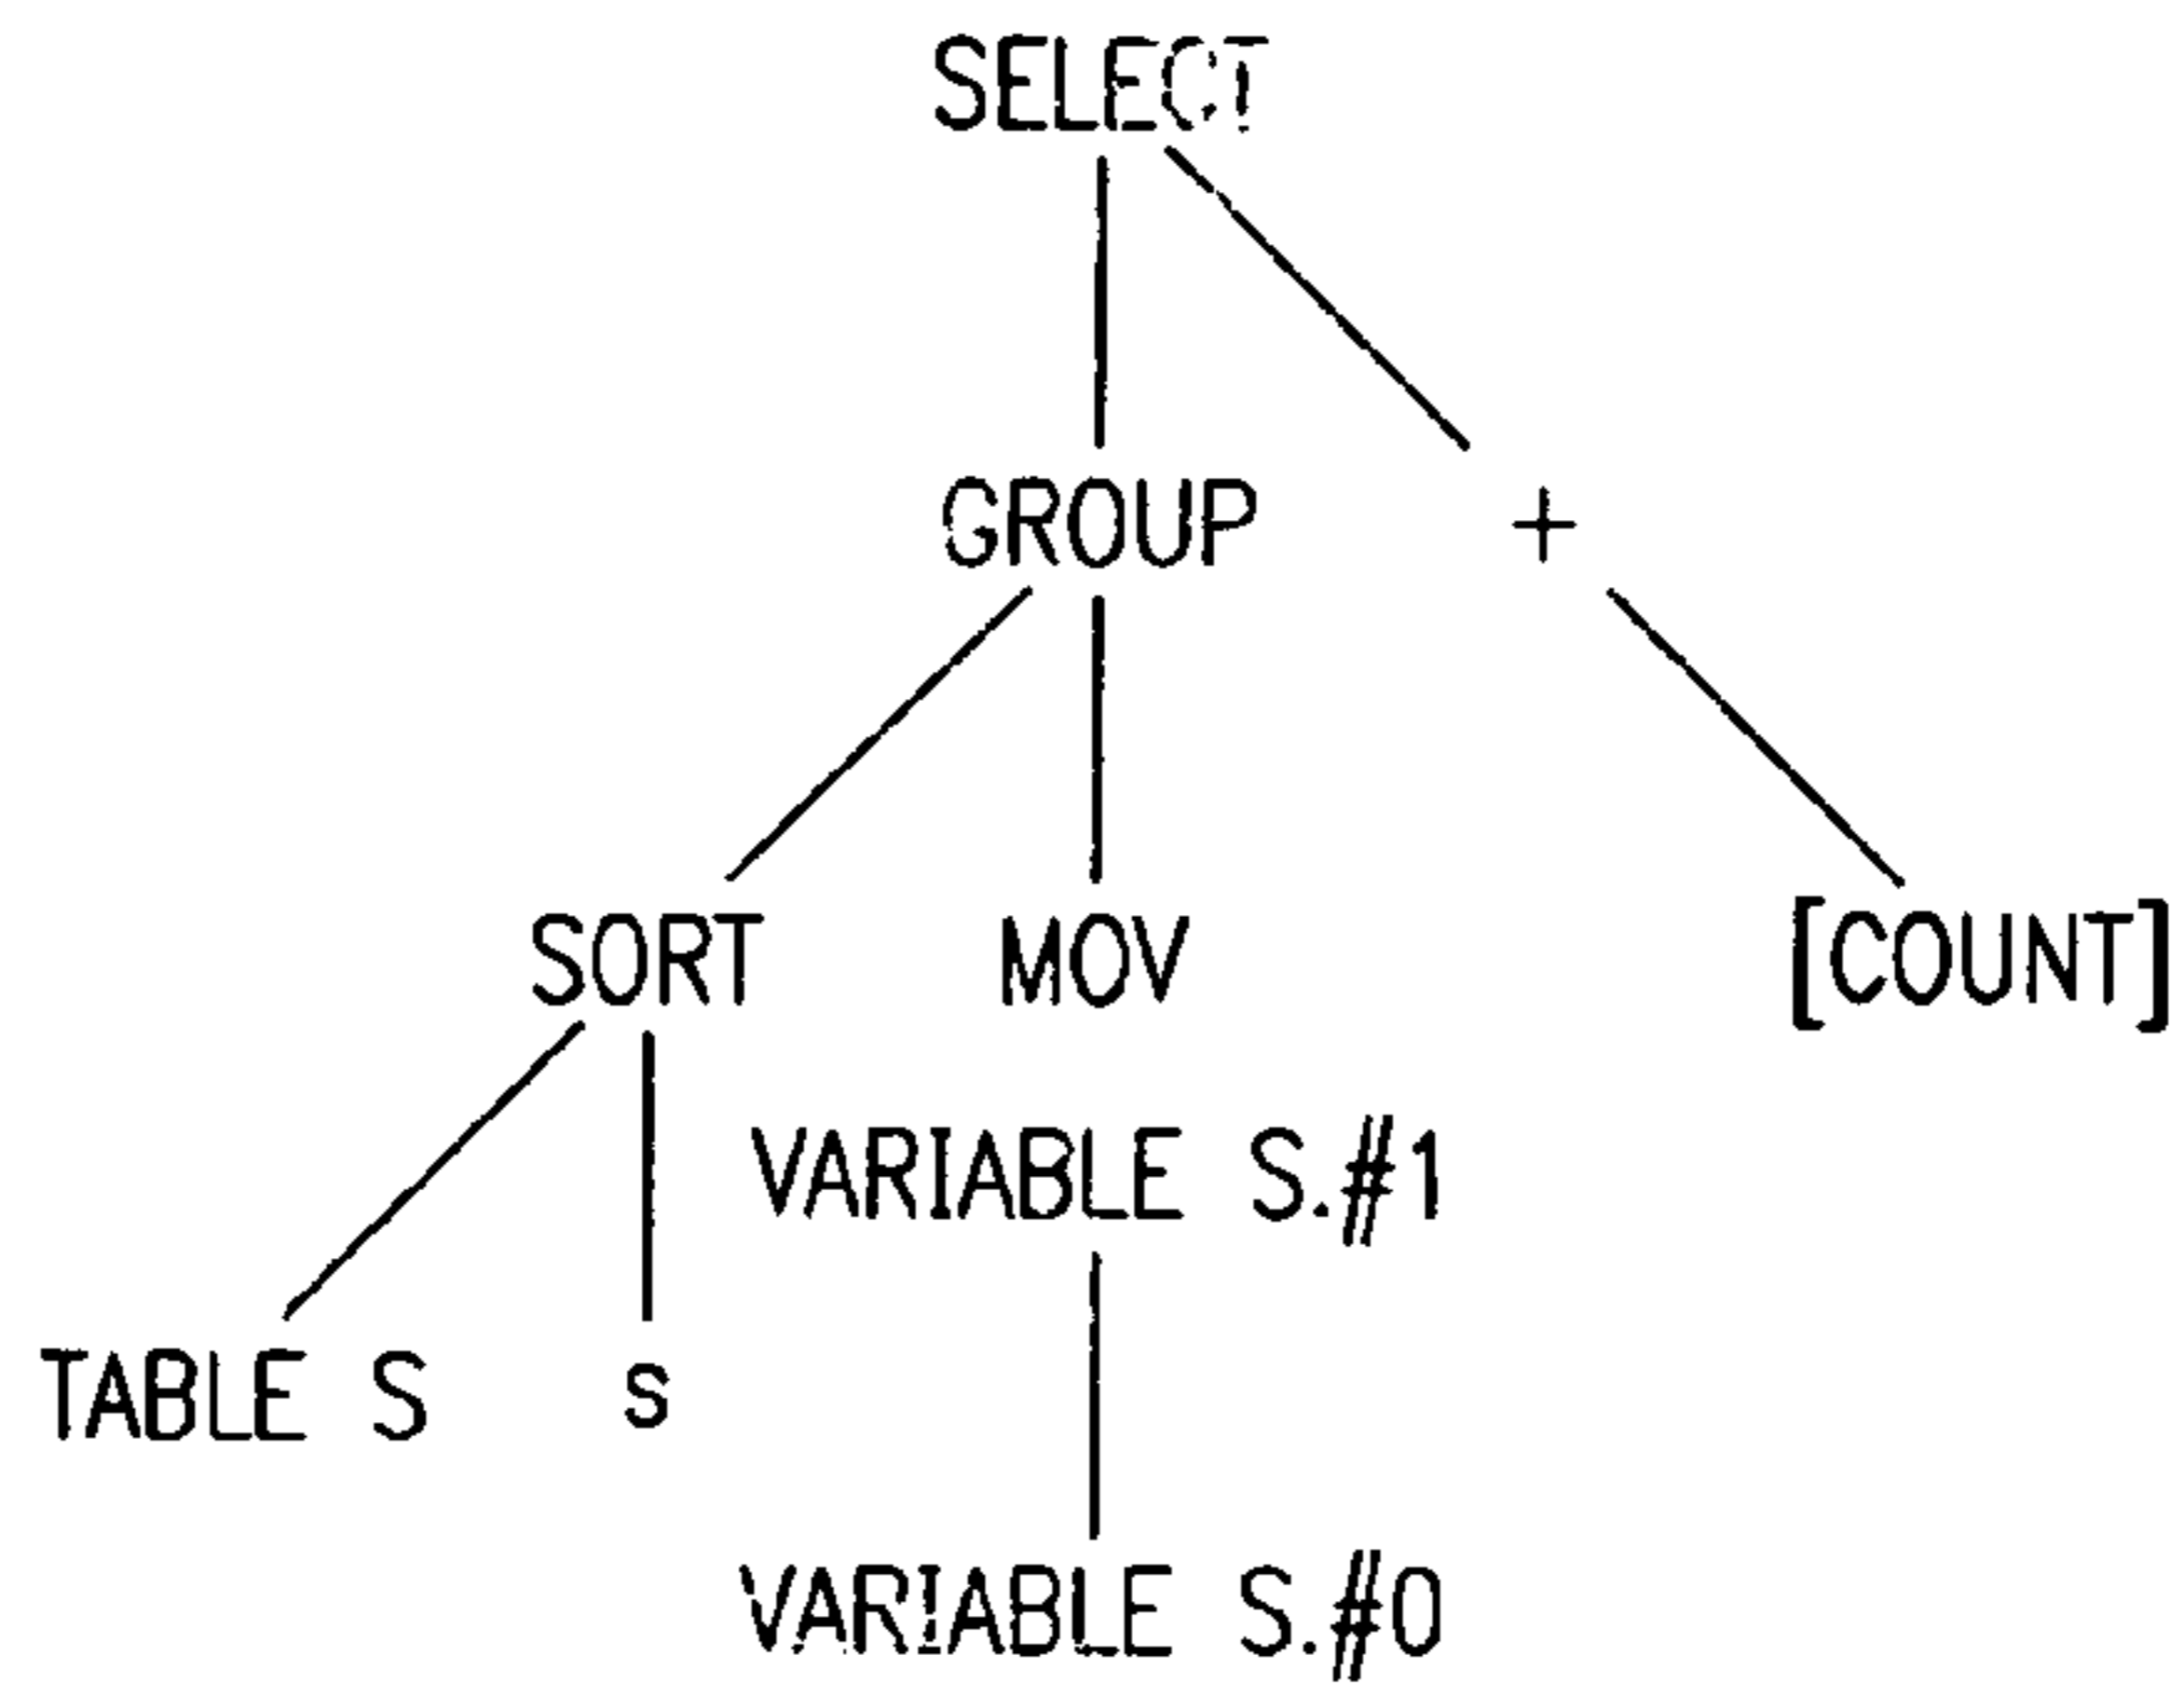 SELECT
GROUP +
SORT MOV [COUNT]
VARIABLE S.#1
TABLE S s
VARIABLE S.#0